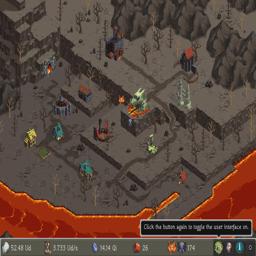 Click the button again to toggle the user interface on.
52.48 Ud 3.733 Ud/s 14.14 Qi 26 174